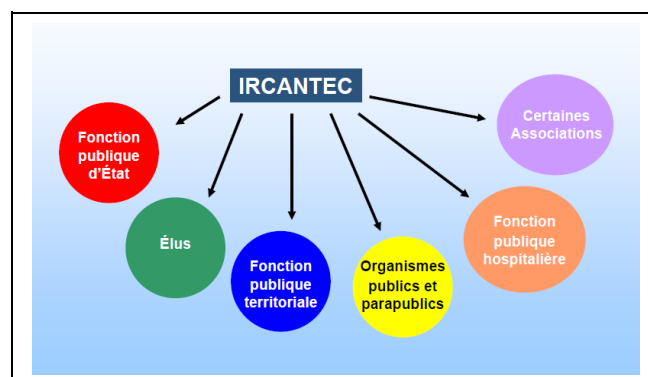 IRCANTEC
Fonction
publique
d'État
Élus
Fonction
publique
territoriale
Organismes
publics et
parapublics
Fonction
publique
hospitalière
Certaines
Associations